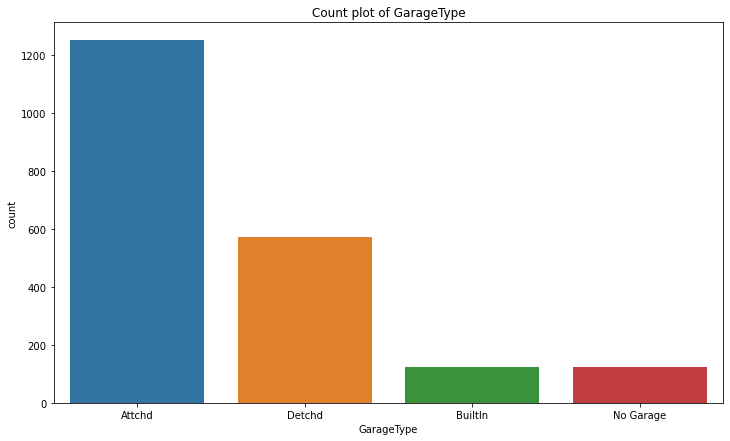 Count plot of GarageType
1200
1000
800
600
400
200
0
count
Attchd Detchd BuiltIn No Garage
GarageType